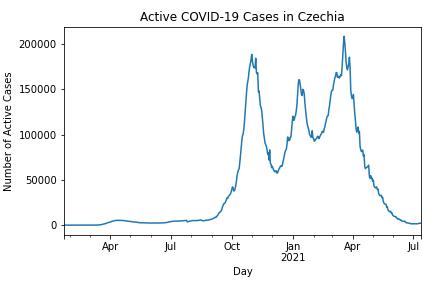 Active COVID-19 Cases in Czechia
Number of Active Cases
200000
150000
100000
50000
0
Apr
Jul
Oct
Jan
2021
Apr
Jul
Day